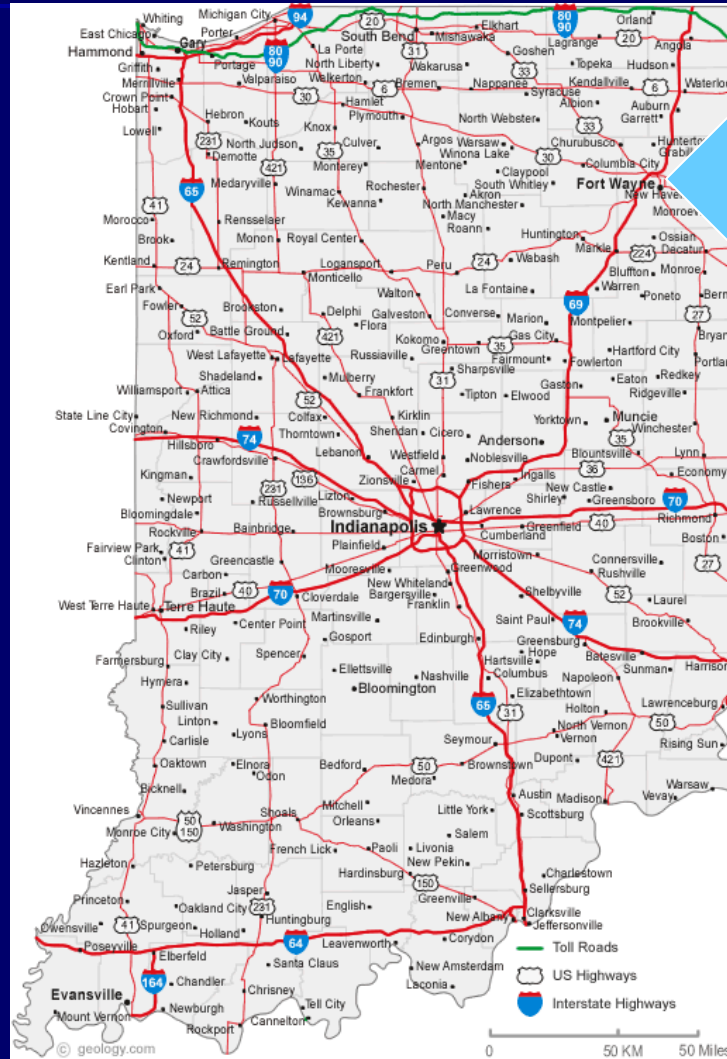 Michigan City
94
20
80
90
Orland
Whiting
Porter
Elkhart
East Chicago
South Bend
Mishawaka
Lagrange
20
Angola
Gary
Hammond
80
90
La Porte
31
Goshen
Griffith
Portage
North Liberty
Wakarusa
33
Topeka
Hudson
Merrillville
Valparaiso
Walkerton
6
Bremen
Nappanee
Kendallville
6
Waterloo
Crown Point
30
Hamlet
Syracuse
Albion
Auburn
Hobart
Hebron
Kouts
Plymouth
North Webster
Garrett
Lowell
Knox
33
231
North Judson
35
Culver
Argos
Warsaw
Churubusco
Demotte
421
Monterey
Winona Lake
30
Mentone
Columbia City
65
Medaryville
Claypool
Winamac
Rochester
South Whitley
Fort Wayne
41
Kewanna
Akron
North Manchester
Morocco
Rensselaer
Macy
Roann
Brook
Monon
Royal Center
Huntington
Ossian
Markle
224
Decatur
Kentland
24
Remington
Logansport
Peru
24
Wabash
Bluffton
Monroe
Monticello
Earl Park
Walton
La Fontaine
Warren
Poneto
Fowler
Brookston
69
52
Delphi
Galveston
Converse
Marion
Montpelier
27
Oxford
Battle Ground
421
Flora
Gas City
Kokomo
35
Hartford City
West Lafayette
Lafayette
Russiaville
Greentown
Fairmount
Fowlerton
Sharpsville
Shadeland
Mulberry
31
Eaton
Redkey
Williamsport
Attica
Frankfort
Gaston
Ridgeville
52
Tipton
Elwood
State Line City
New Richmond
Colfax
Kirklin
Yorktown
Muncie
Covington
74
Thorntown
Sheridan
Cicero
Anderson
35
Winchester
Hillsboro
Lebanon
Westfield
Noblesville
Blountsville
Lynn
Crawfordsville
Carmel
36
Kingman
136
Zionsville
Fishers
Ingalls
Economy
231
New Castle
Newport
Russellville
Lizton
Shirley
Greensboro
70
Bloomingdale
Brownsburg
Lawrence
Richmond
Rockville
Bainbridge
Indianapolis
Greenfield
40
Cumberland
Boston
Fairview Park
41
Plainfield
Clinton
Greencastle
Morristown
Connersville
27
Carbon
Mooresville
Greenwood
Rushville
Brazil
40
70
Cloverdale
New Whiteland
Bargersville
Shelbyville
52
Laurel
West Terre Haute
Terre Haute
Franklin
Martinsville
Saint Paul
74
Brookville
Riley
Center Point
Gosport
Edinburgh
Greensburg
Farmersburg
Clay City
Spencer
Hope
Batesville
Hartsville
Sunman
Harrison
Ellettsville
Columbus
Hymera
Nashville
Napoleon
Bloomington
65
Elizabethtown
Sullivan
Worthington
31
Holton
Lawrenceburg
Linton
Bloomfield
50
Carlisle
Lyons
Seymour
North Vernon
Vernon
Rising Sun
Oaktown
Elnora
Bedford
50
Brownstown
Dupont
421
Odon
Medora
Bicknell
Austin
Madison
Vevay
Warsaw
Vincennes
Shoals
Mitchell
Little York
50
150
Orleans
Scottsburg
Monroe City
Washington
Salem
French Lick
Paoli
Livonia
Hazleton
Petersburg
New Pekin
Hardinsburg
Charlestown
Princeton
Jasper
150
Sellersburg
Oakland City
231
English
Greenville
Owensville
41
Spurgeon
Huntingburg
New Albany
Clarksville
Holland
Jeffersonville
Poseyville
64
Leavenworth
Corydon
Toll Roads
Elberfeld
Santa Claus
164
Chandler
New Amsterdam
US Highways
Evansville
Chrisney
Leaconia
Newburgh
Tell City
Interstate Highways
Mount Vernon
Rockport
Cannelton
0
50 KM
50 Miles
© geology.com